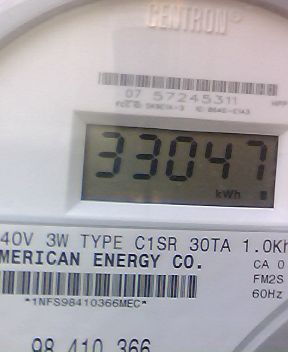 CENTRON®
07 57245311
33047
kWh
40V 3W TYPE C1SR 30TA 1.0Kh
MERICAN ENERGY CO.
CA 0
FM2S
60Hz
*1NFS98410366MEC*
98 410 366